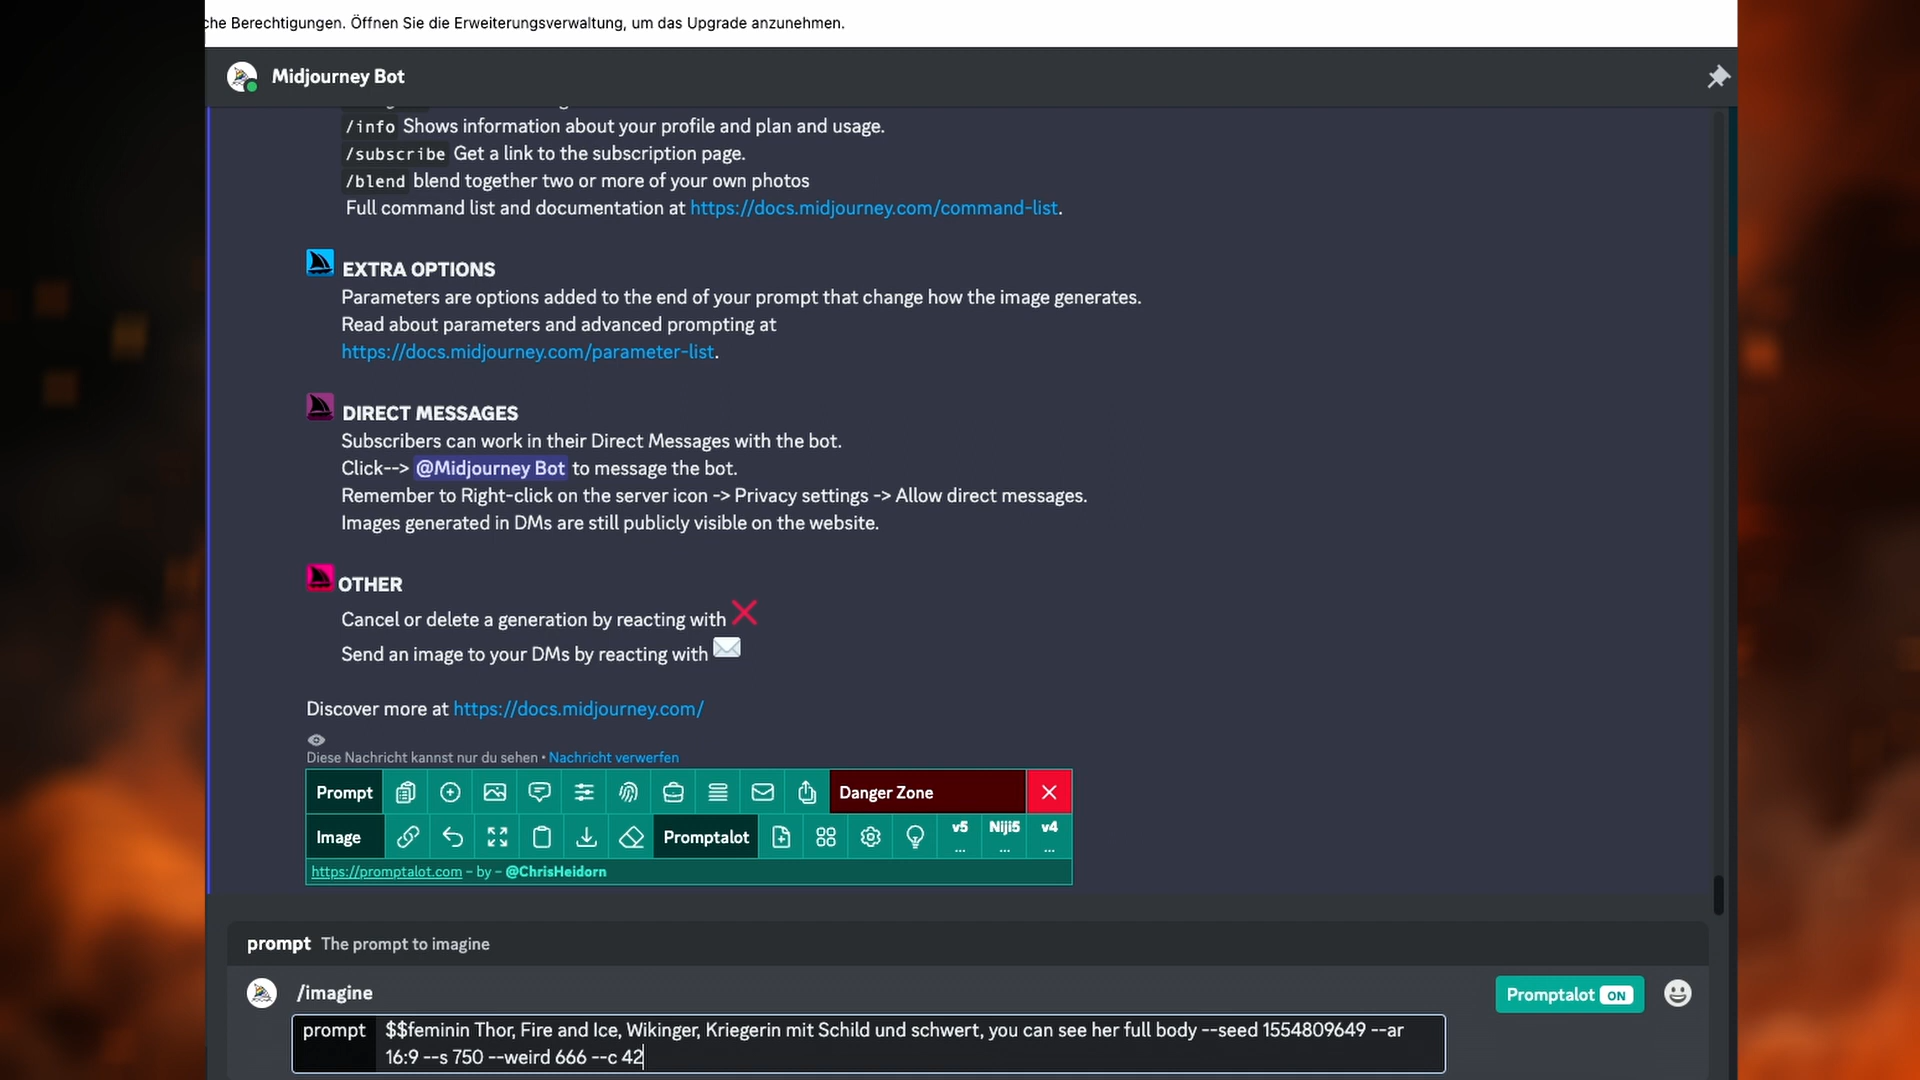 che Berechtigungen. Öffnen Sie die Erweiterungsverwaltung, um das Upgrade anzunehmen.
Midjourney Bot
/info Shows information about your profile and plan and usage.
/subscribe Get a link to the subscription page.
/blend blend together two or more of your own photos
Full command list and documentation at https://docs.midjourney.com/command-list.
EXTRA OPTIONS
Parameters are options added to the end of your prompt that change how the image generates.
Read about parameters and advanced prompting at
https://docs.midjourney.com/parameter-list.
DIRECT MESSAGES
Subscribers can work in their Direct Messages with the bot.
Click--> @Midjourney Bot to message the bot.
Remember to Right-click on the server icon -> Privacy settings -> Allow direct messages.
Images generated in DMs are still publicly visible on the website.
OTHER
Cancel or delete a generation by reacting with
Send an image to your DMs by reacting with
Discover more at https://docs.midjourney.com/
Diese Nachricht kannst nur du sehen • Nachricht verwerfen
Prompt Danger Zone
Image Promptalot v5 ... Niji5 ... v4 ...
https://promptalot.com – by – @ChrisHeidorn
prompt The prompt to imagine
/imagine Promptalot ON
prompt $$feminin Thor, Fire and Ice, Wikinger, Kriegerin mit Schild und schwert, you can see her full body --seed 1554809649 --ar
16:9 --s 750 --weird 666 --c 42